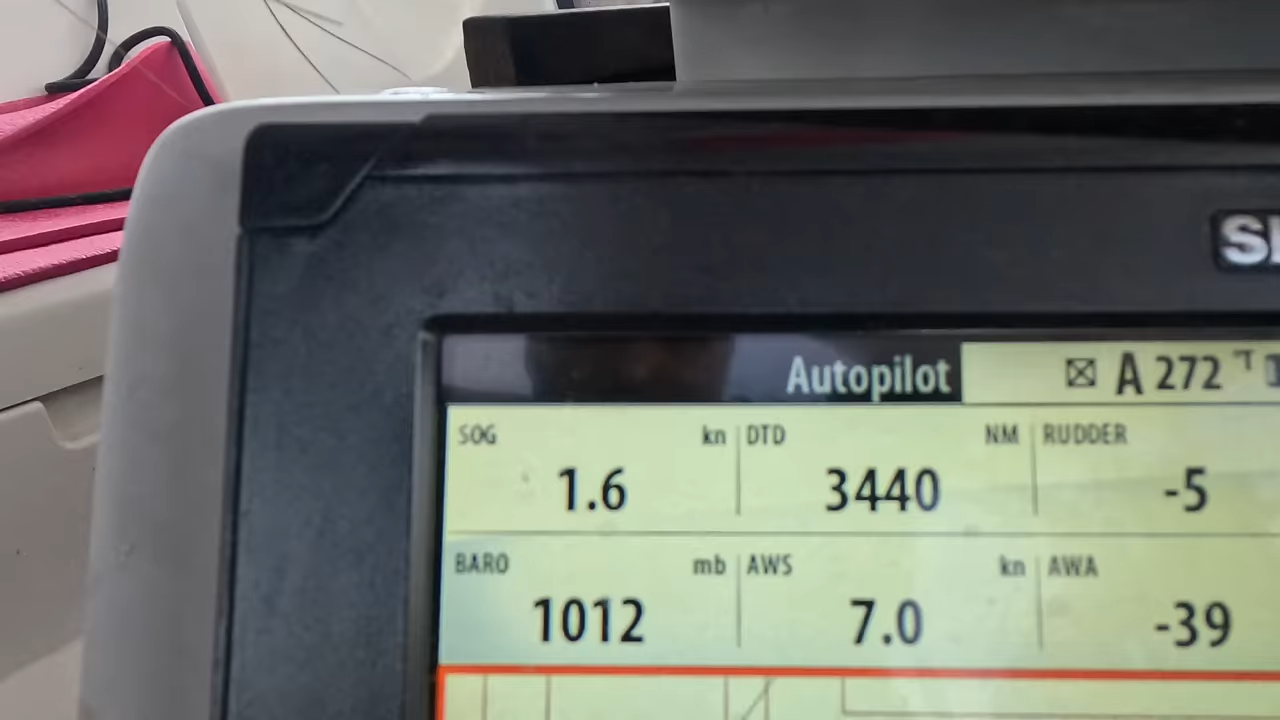 Autopilot A 272 °T
SOG kn DTD NM RUDDER
1.6 3440 -5
BARO mb AWS kn AWA
1012 7.0 -39